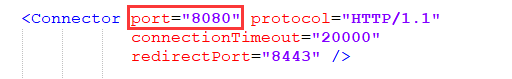 <Connector port="8080" protocol="HTTP/1.1"
connectionTimeout="20000"
redirectPort="8443" />